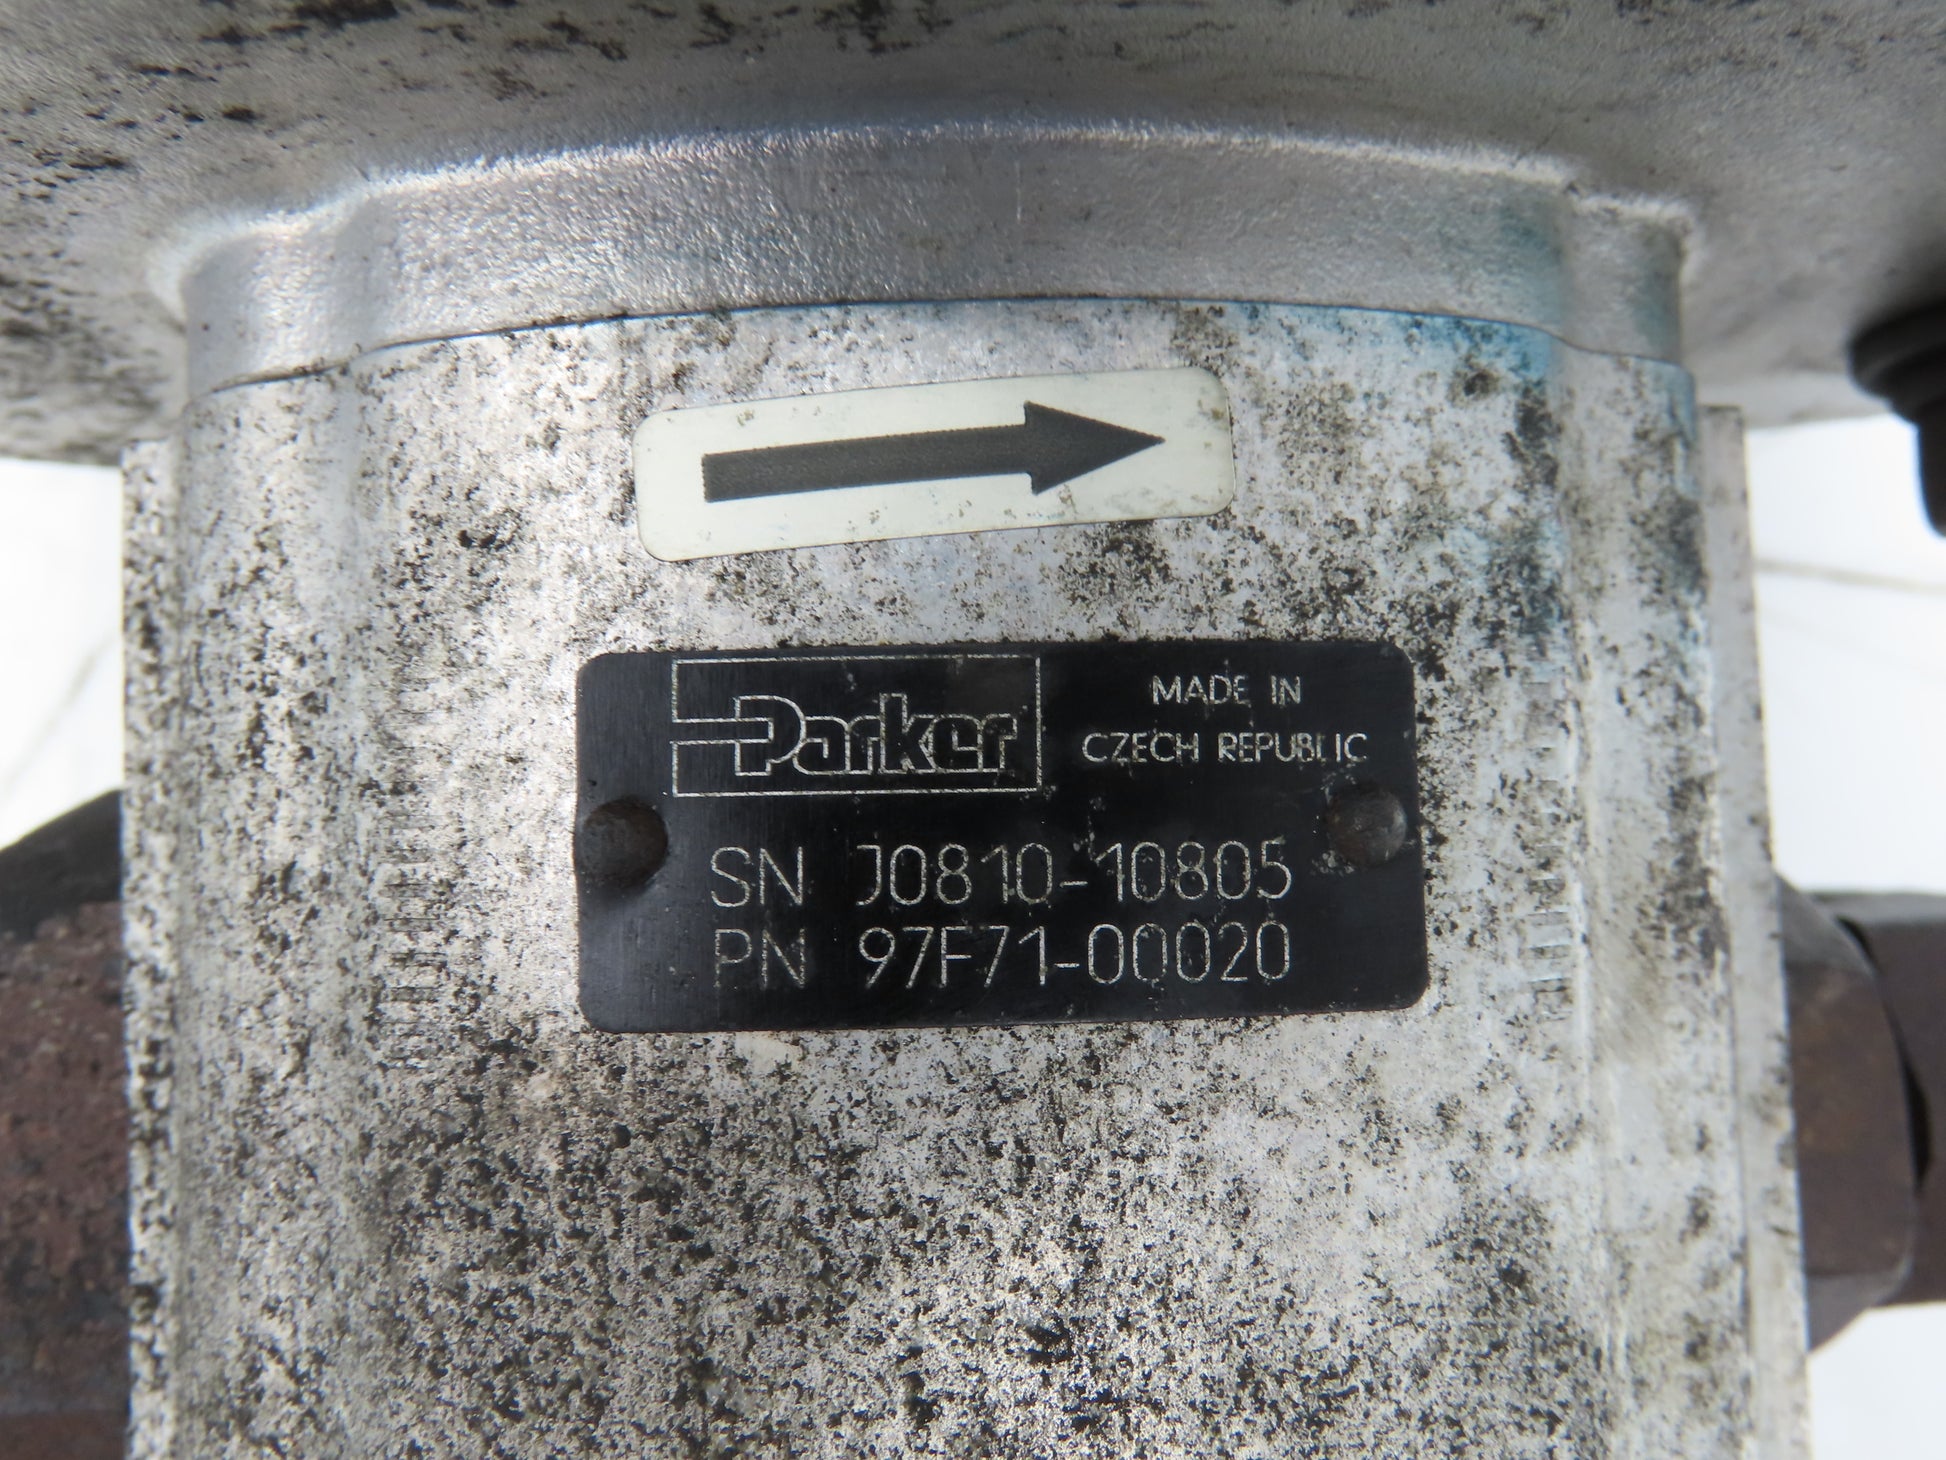 Parker
MADE IN
CZECH REPUBLIC
SN J0810-10805
PN 97F71-00020